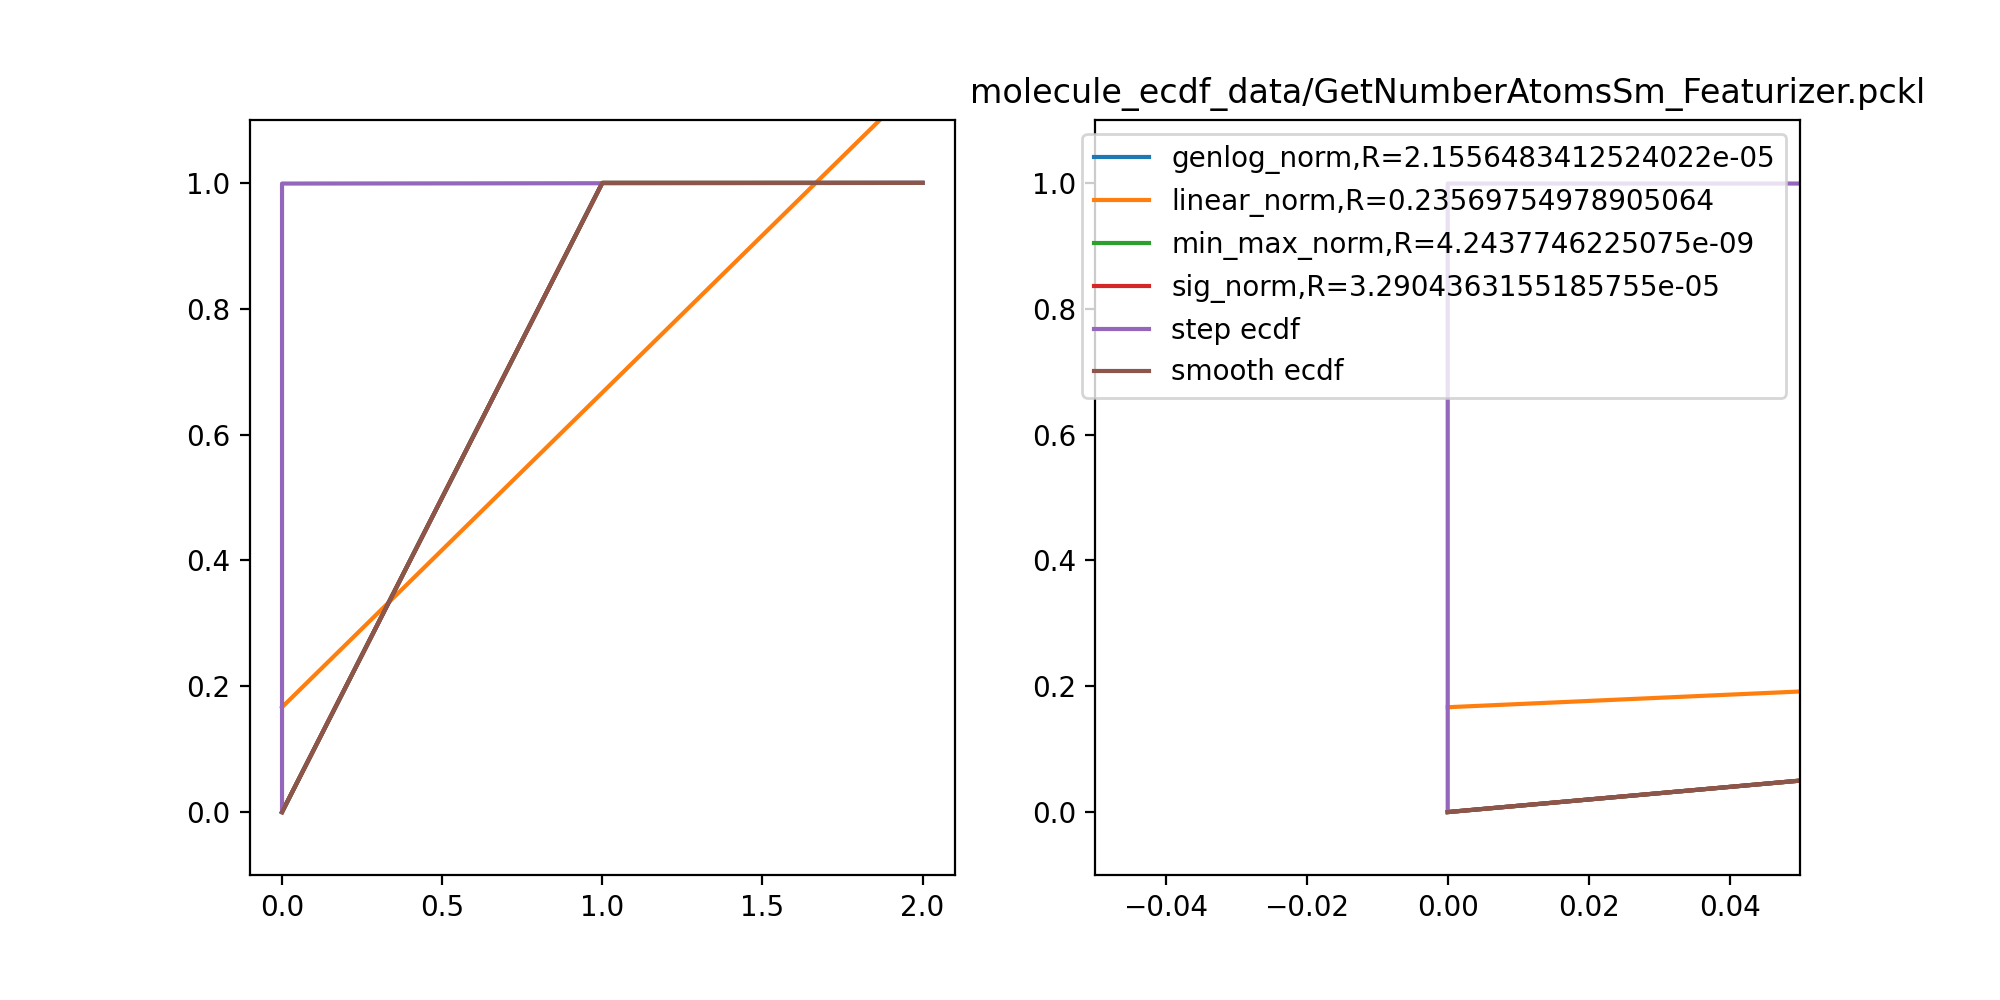 molecule_ecdf_data/GetNumberAtomsSm_Featurizer.pckl
1.0
0.8
0.6
0.4
0.2
0.0
0.0 0.5 1.0 1.5 2.0
genlog_norm,R=2.1556483412524022e-05
linear_norm,R=0.23569754978905064
min_max_norm,R=4.2437746225075e-09
sig_norm,R=3.2904363155185755e-05
step ecdf
smooth ecdf
1.0
0.8
0.6
0.4
0.2
0.0
−0.04 −0.02 0.00 0.02 0.04